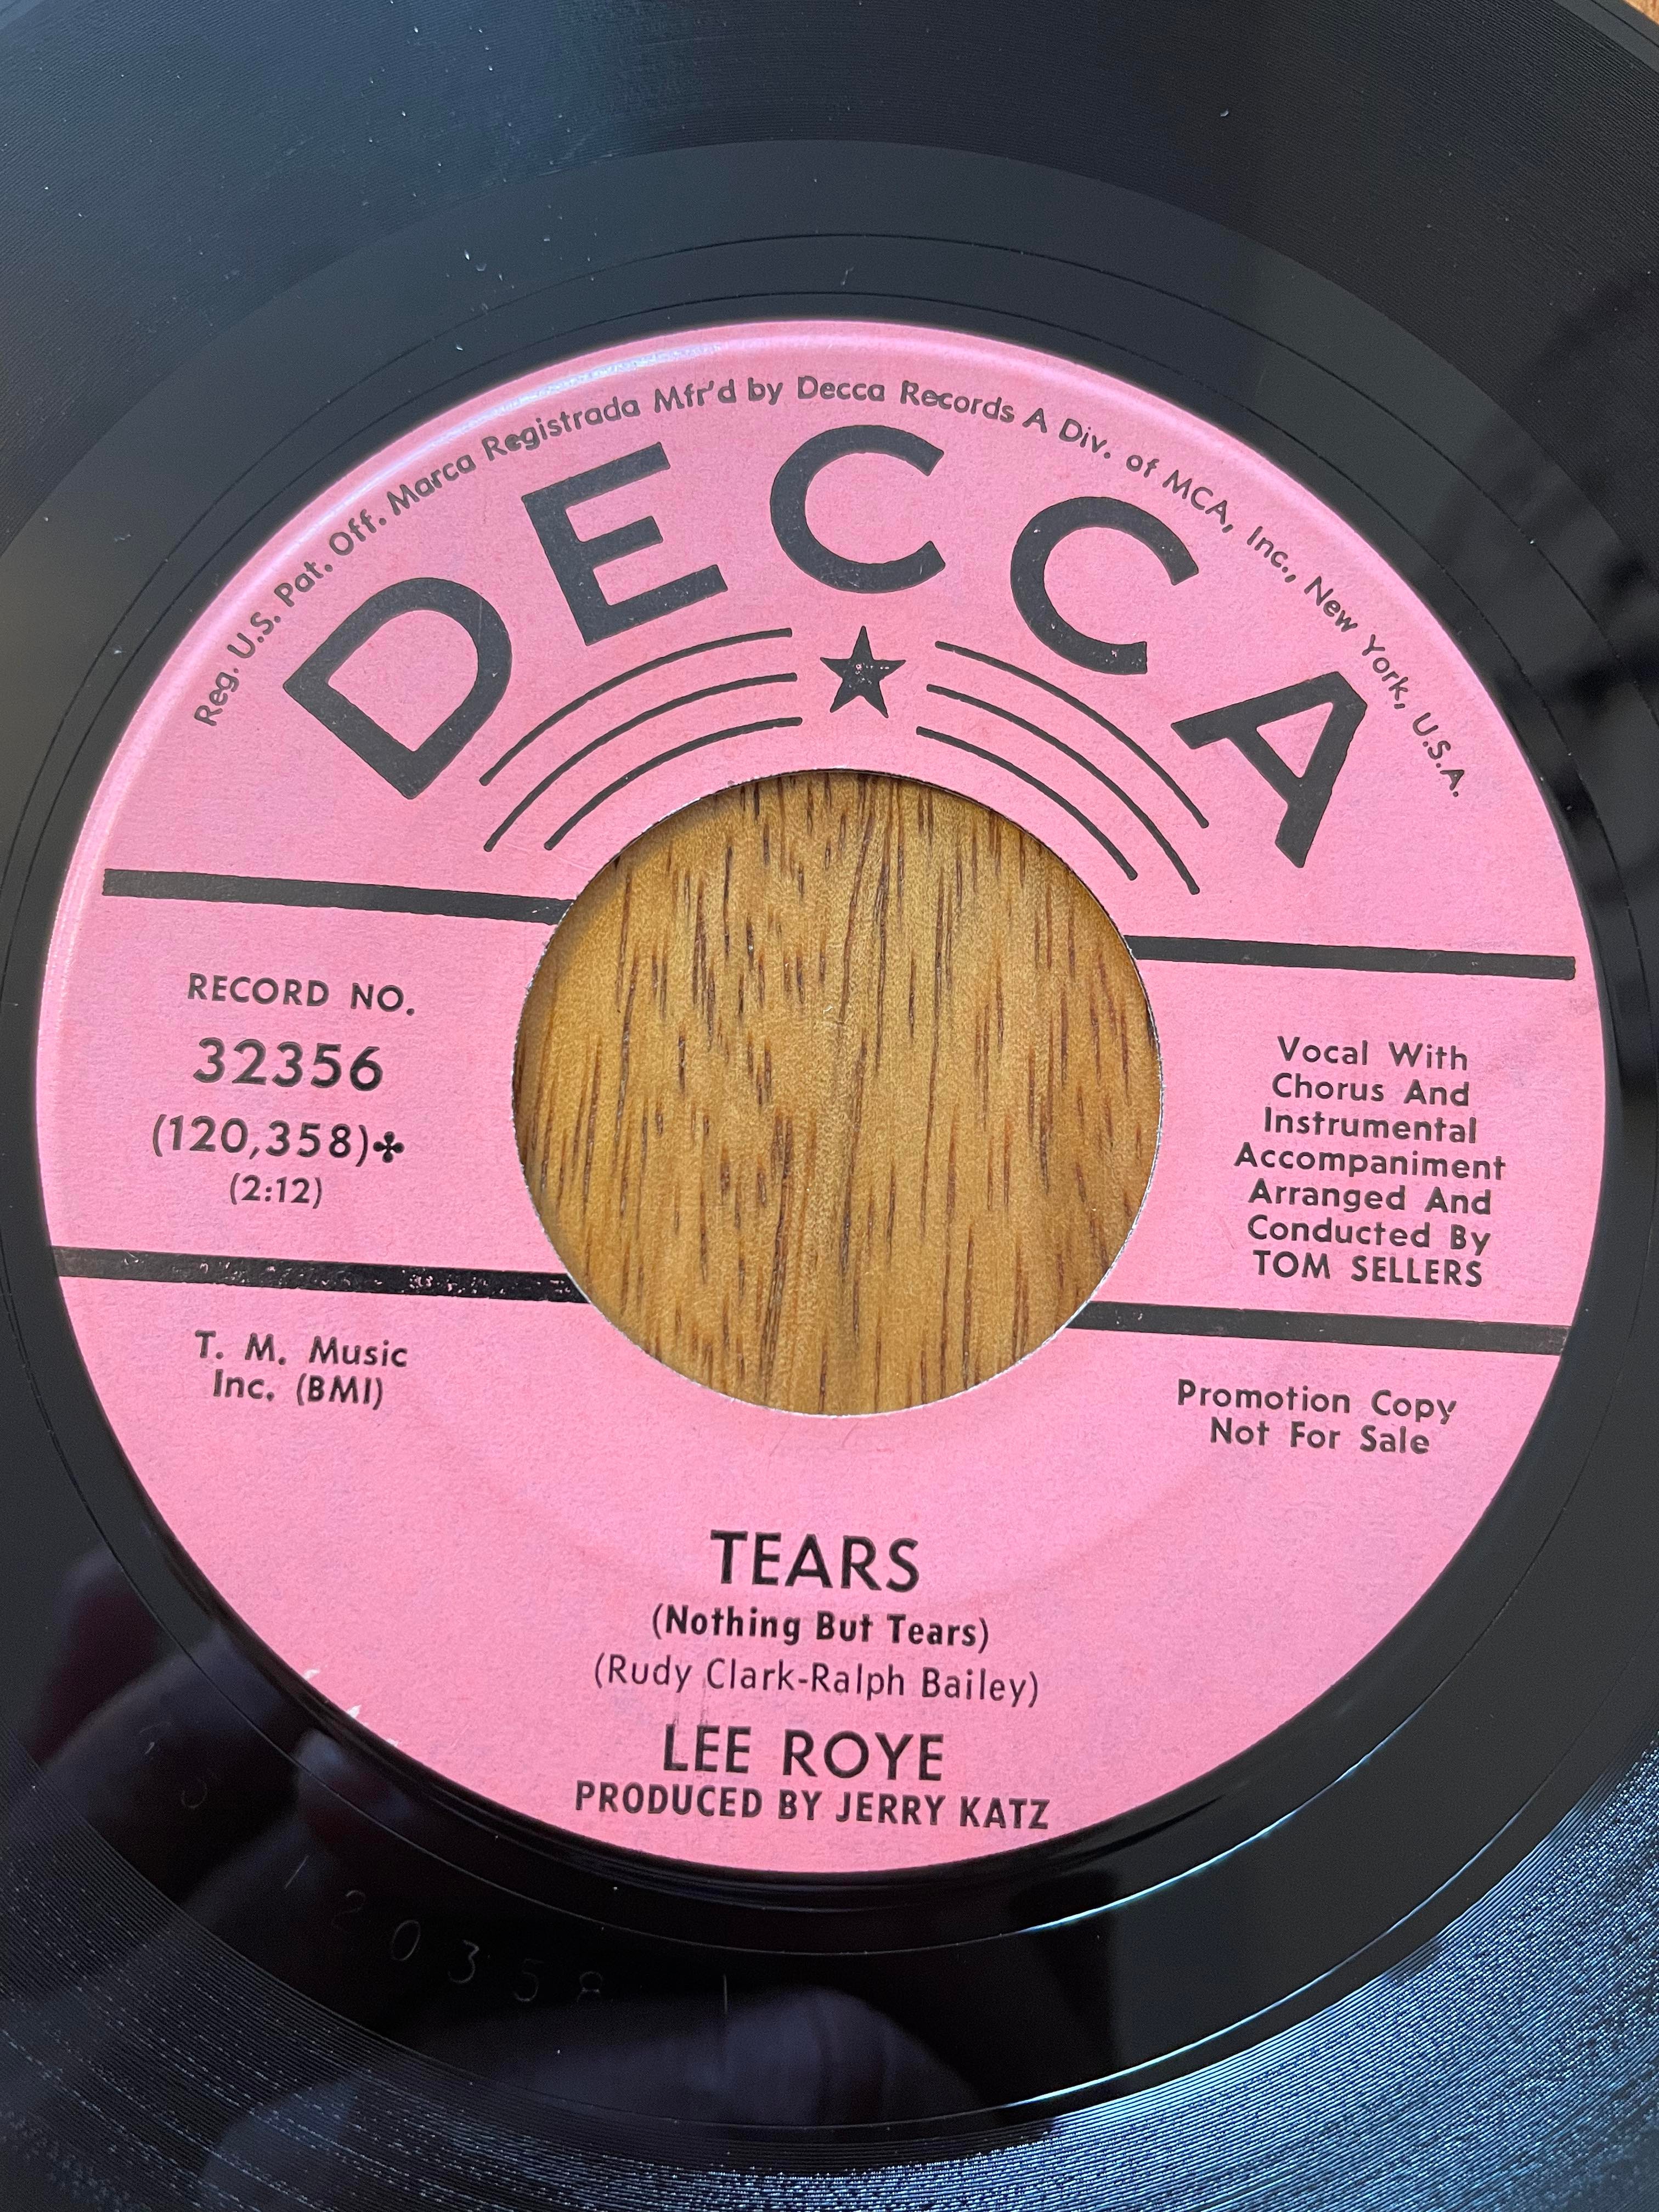 Reg. U.S. Pat. Off. Marca Registrada Mfr'd by Decca Records A Div. of MCA, Inc., New York, U.S.A.
DECCA
RECORD NO.
32356
(120,358)✤
(2:12)
Vocal With
Chorus And
Instrumental
Accompaniment
Arranged And
Conducted By
TOM SELLERS
T. M. Music
Inc. (BMI)
Promotion Copy
Not For Sale
TEARS
(Nothing But Tears)
(Rudy Clark-Ralph Bailey)
LEE ROYE
PRODUCED BY JERRY KATZ
120358